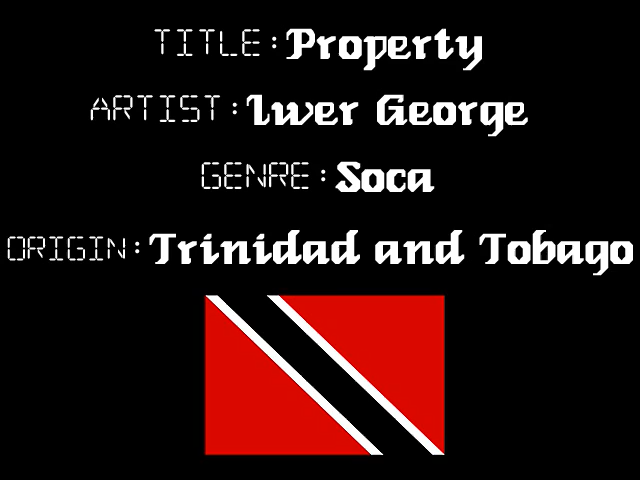 TITLE:Property
ARTIST:Iwer George
GENRE:Soca
ORIGIN:Trinidad and Tobago